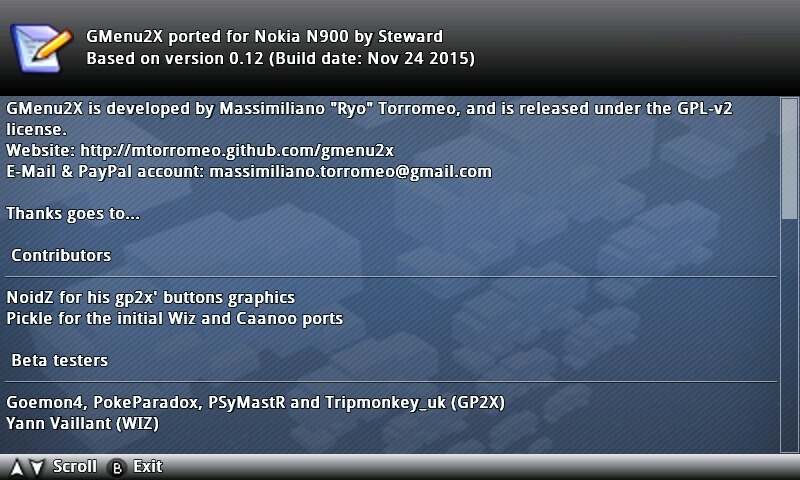 GMenu2X ported for Nokia N900 by Steward
Based on version 0.12 (Build date: Nov 24 2015)
GMenu2X is developed by Massimiliano "Ryo" Torromeo, and is released under the GPL-v2
license.
Website: http://mtorromeo.github.com/gmenu2x
E-Mail & PayPal account: massimiliano.torromeo@gmail.com
Thanks goes to...
Contributors
NoidZ for his gp2x' buttons graphics
Pickle for the initial Wiz and Caanoo ports
Beta testers
Goemon4, PokeParadox, PSyMastR and Tripmonkey_uk (GP2X)
Yann Vaillant (WIZ)
Scroll B Exit